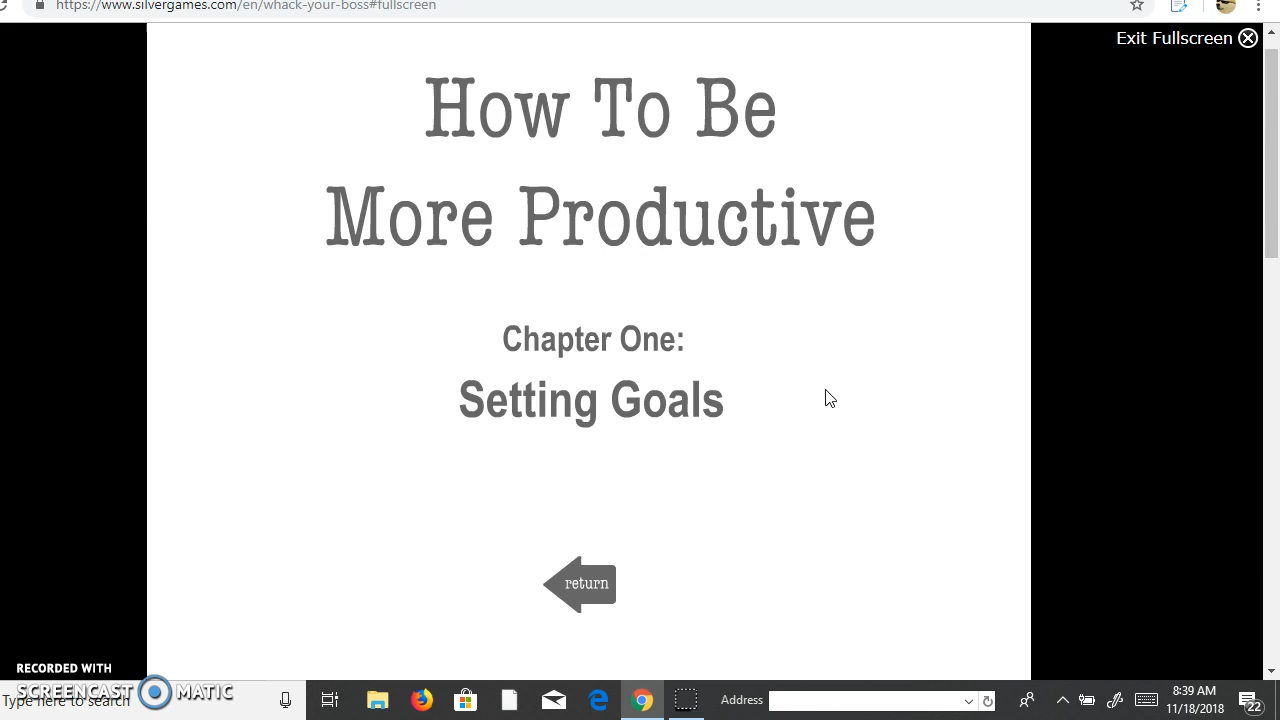 https://www.silvergames.com/en/whack-your-boss#fullscreen
Exit Fullscreen
How To Be
More Productive
Chapter One:
Setting Goals
return
RECORDED WITH
SCREENCAST MATIC
Type here to search
Address
8:39 AM
11/18/2018
22